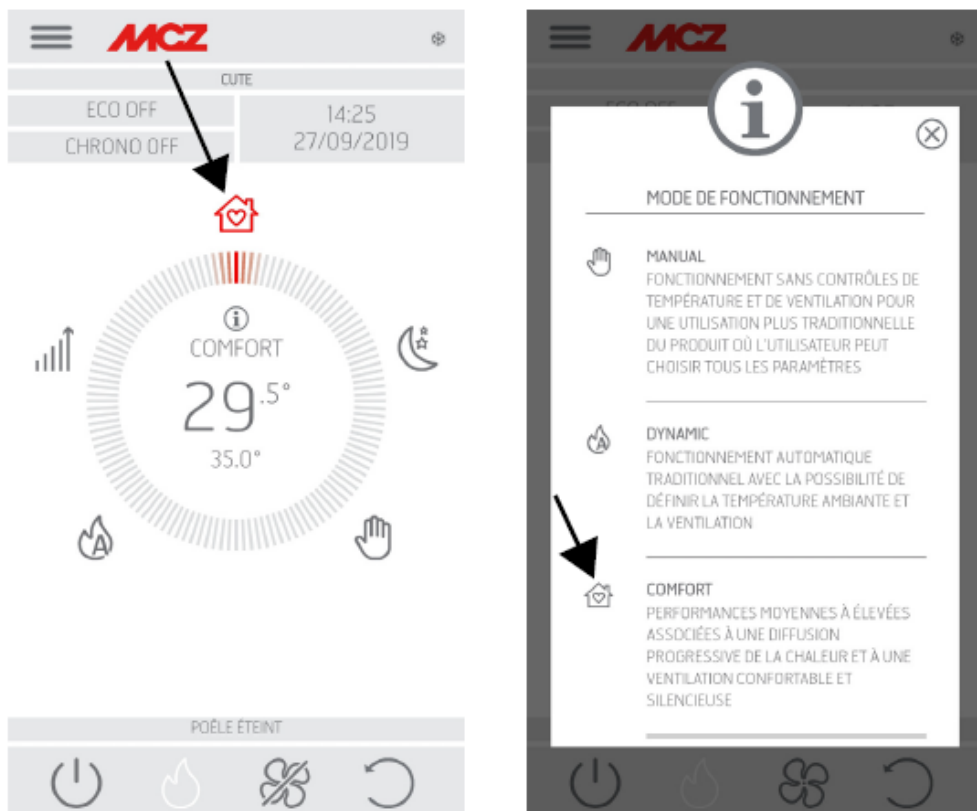 MCZ
CUTE
ECO OFF
CHRONO OFF
14:25
27/09/2019
COMFORT
29.5°
35.0°
A
POÊLE ÉTEINT
MCZ
i
MODE DE FONCTIONNEMENT
MANUAL
FONCTIONNEMENT SANS CONTRÔLES DE
TEMPÉRATURE ET DE VENTILATION POUR
UNE UTILISATION PLUS TRADITIONNELLE
DU PRODUIT OÙ L'UTILISATEUR PEUT
CHOISIR TOUS LES PARAMÈTRES
A
DYNAMIC
FONCTIONNEMENT AUTOMATIQUE
TRADITIONNEL AVEC LA POSSIBILITÉ DE
DÉFINIR LA TEMPÉRATURE AMBIANTE ET
LA VENTILATION
COMFORT
PERFORMANCES MOYENNES À ÉLEVÉES
ASSOCIÉES À UNE DIFFUSION
PROGRESSIVE DE LA CHALEUR ET À UNE
VENTILATION CONFORTABLE ET
SILENCIEUSE